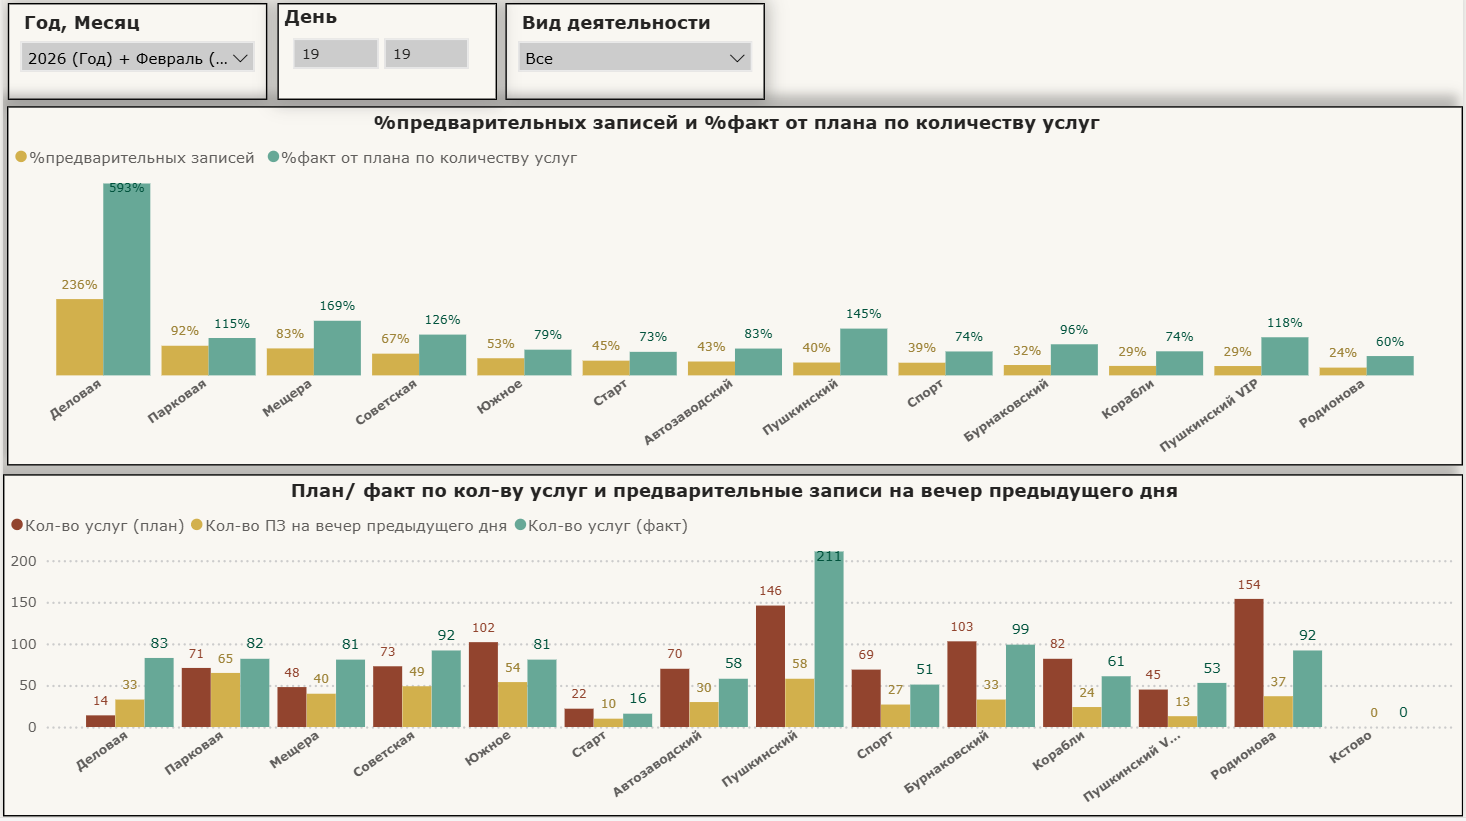 Год, Месяц
2026 (Год) + Февраль (...
День
19 19
Вид деятельности
Все
%предварительных записей и %факт от плана по количеству услуг
%предварительных записей %факт от плана по количеству услуг
236% 593% 92% 115% 83% 169% 67% 126% 53% 79% 45% 73% 43% 83% 40% 145% 39% 74% 32% 96% 29% 74% 29% 118% 24% 60%
Деловая Парковая Мещера Советская Южное Старт Автозаводский Пушкинский Спорт Бурнаковский Корабли Пушкинский VIP Родионова
План/ факт по кол-ву услуг и предварительные записи на вечер предыдущего дня
Кол-во услуг (план) Кол-во ПЗ на вечер предыдущего дня Кол-во услуг (факт)
200
150
100
50
0
14 33 83 71 65 82 48 40 81 73 49 92 102 54 81 22 10 16 70 30 58 146 58 211 69 27 51 103 33 99 82 24 61 45 13 53 154 37 92 0 0
Деловая Парковая Мещера Советская Южное Старт Автозаводский Пушкинский Спорт Бурнаковский Корабли Пушкинский V... Родионова Кстово